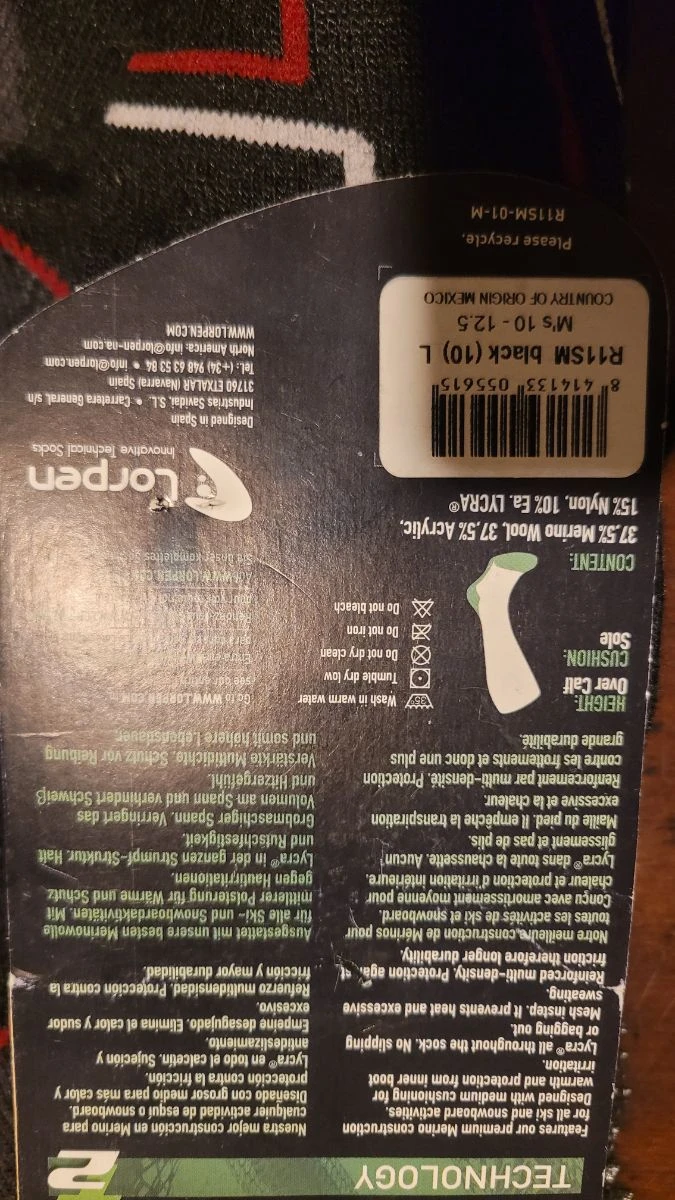 TECHNOLOGY
Features our premium Merino construction
for all ski and snowboard activities.
Designed with medium cushioning for
warmth and protection from inner boot
irritation.
Lycra® all throughout the sock. No slipping
or bagging out.
Mesh instep. It prevents heat and excessive
sweating.
Reinforced multi-density. Protection
friction therefore longer durability.
Notre meilleure construction de Merinos pour
toutes les activités de ski et snowboard.
Conçu avec amortissement moyenne pour
chaleur et protection d'irritation intérieure.
Lycra® dans toute la chaussette. Aucun
glissement et pas de plis.
Maille du pied. Il empêche la transpiration
excessive et la chaleur.
Renforcement par multi-densité. Protection
contre les frottements et donc une plus
grande durabilité.
Nuestra mejor construcción en Merino para
cualquier actividad de esquí o snowboard.
Diseñado con grosor medio para más calor y
protección contra la fricción.
Lycra® en todo el calcetín. Sujeción y
antideslizamiento.
Empeine desagujado. Elimina el calor y sudor
excesivo.
Refuerzo multidensidad. Protección contra la
fricción y mayor durabilidad.
Ausgestattet mit unsere besten Merinowolle
für alle Ski- und Snowboardaktivitäten. Mit
mittlerer Polsterung für Wärme und Schutz
gegen Hautirritationen.
Lycra® in der ganzen Strumpf-Struktur. Halt
und Rutschfestigkeit.
Grobmaschiger Spann. Verringert das
Volumen am Spann und verhindert Schweiß
und Hitzegefühl.
Verstärkte Multidichte. Schutz vor Reibung
und somit höhere Lebensdauer.
HEIGHT:
Over Calf
CUSHION:
Sole
CONTENT:
37.5% Merino Wool, 37.5% Acrylic,
15% Nylon, 10% Ea. LYCRA®
35°
Wash in warm water
Tumble dry low
Do not dry clean
Do not iron
Do not bleach
Go to WWW.LORPEN.COM
see our entire
Sie unser komplettes
Lorpen
Innovative Technical Socks
Designed in Spain
Industrias Savidai, S.L. • Carretera General, s/n
31760 ETXALAR (Navarra) Spain
Tel.: (+34) 948 63 53 84 • info@lorpen.com
North America: info@lorpen-na.com
WWW.LORPEN.COM
8 414133 055615
R11SM black (10) L
M's 10 - 12.5
COUNTRY OF ORIGIN MEXICO
Please recycle.
R11SM-01-M